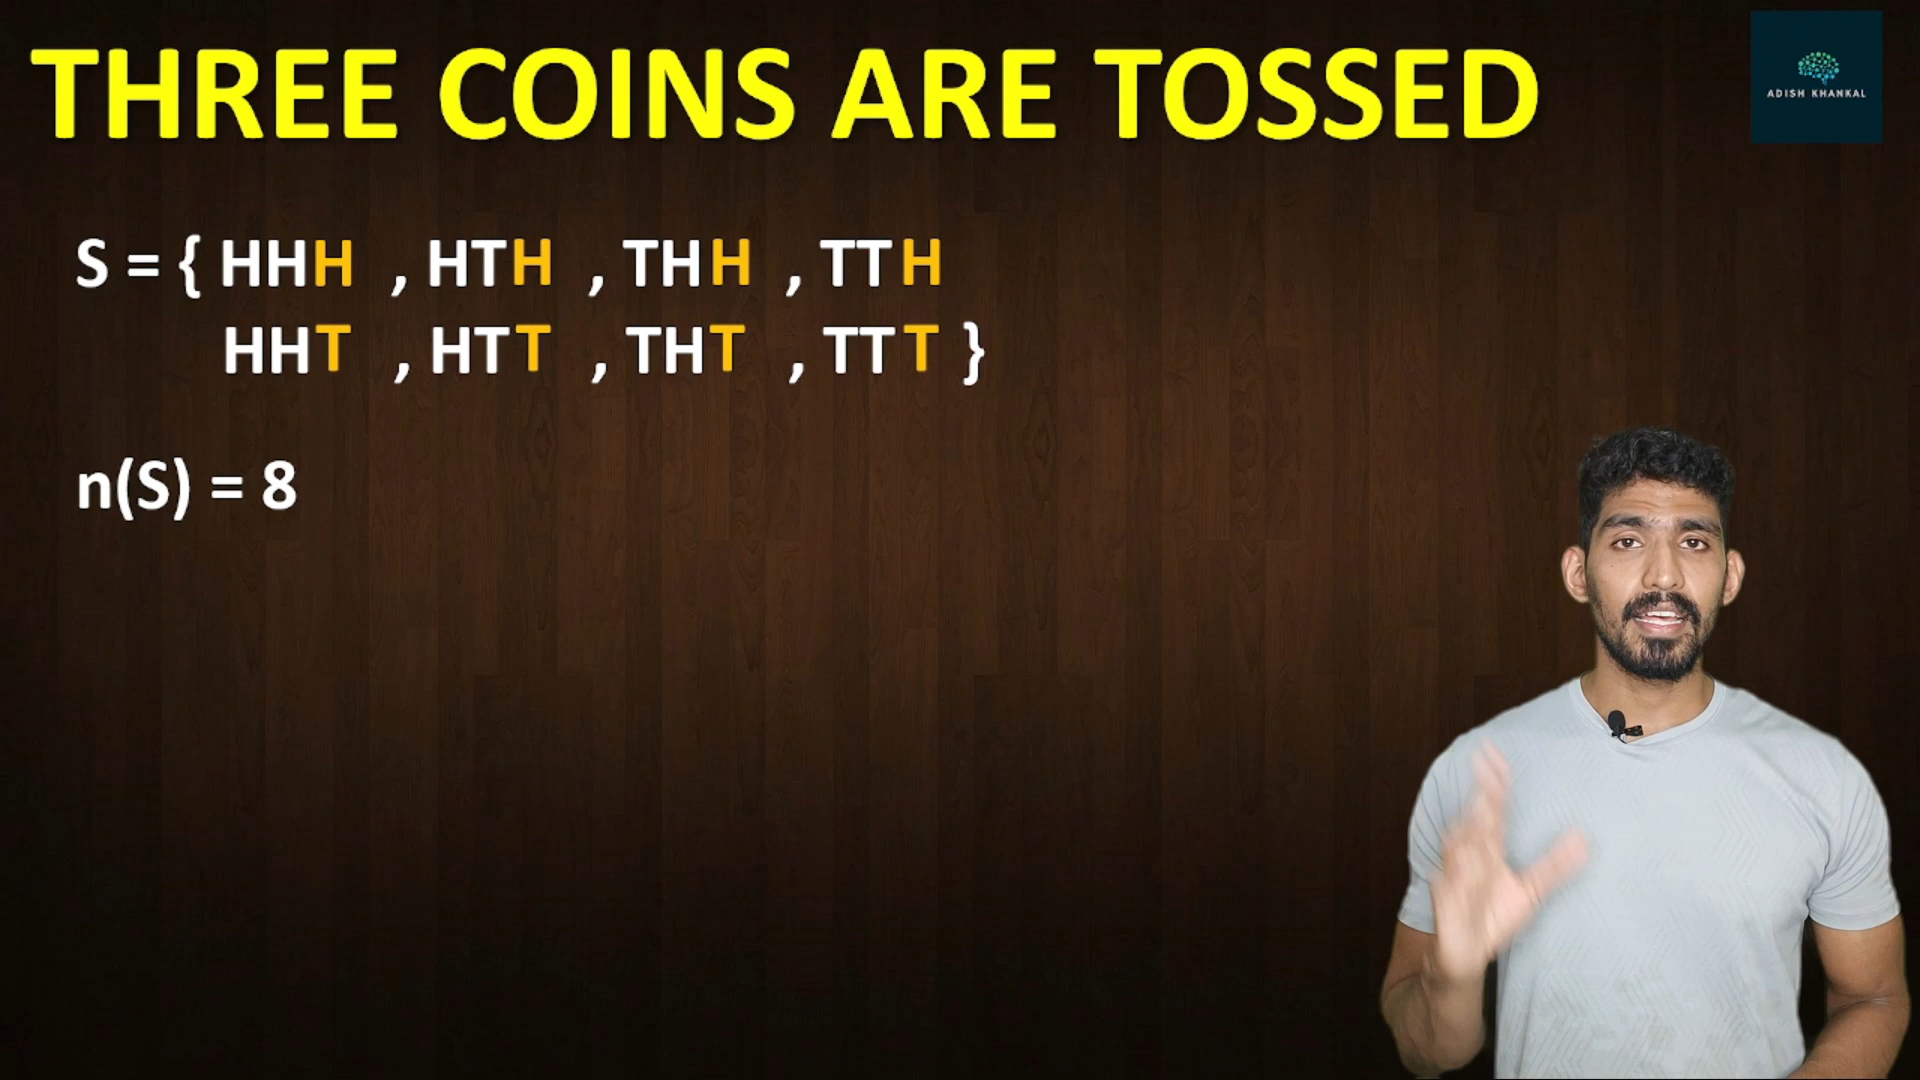 THREE COINS ARE TOSSED
ADISH KHANKAL
S = { HHH , HTH , THH , TTH
HHT , HTT , THT , TTT }
n(S) = 8